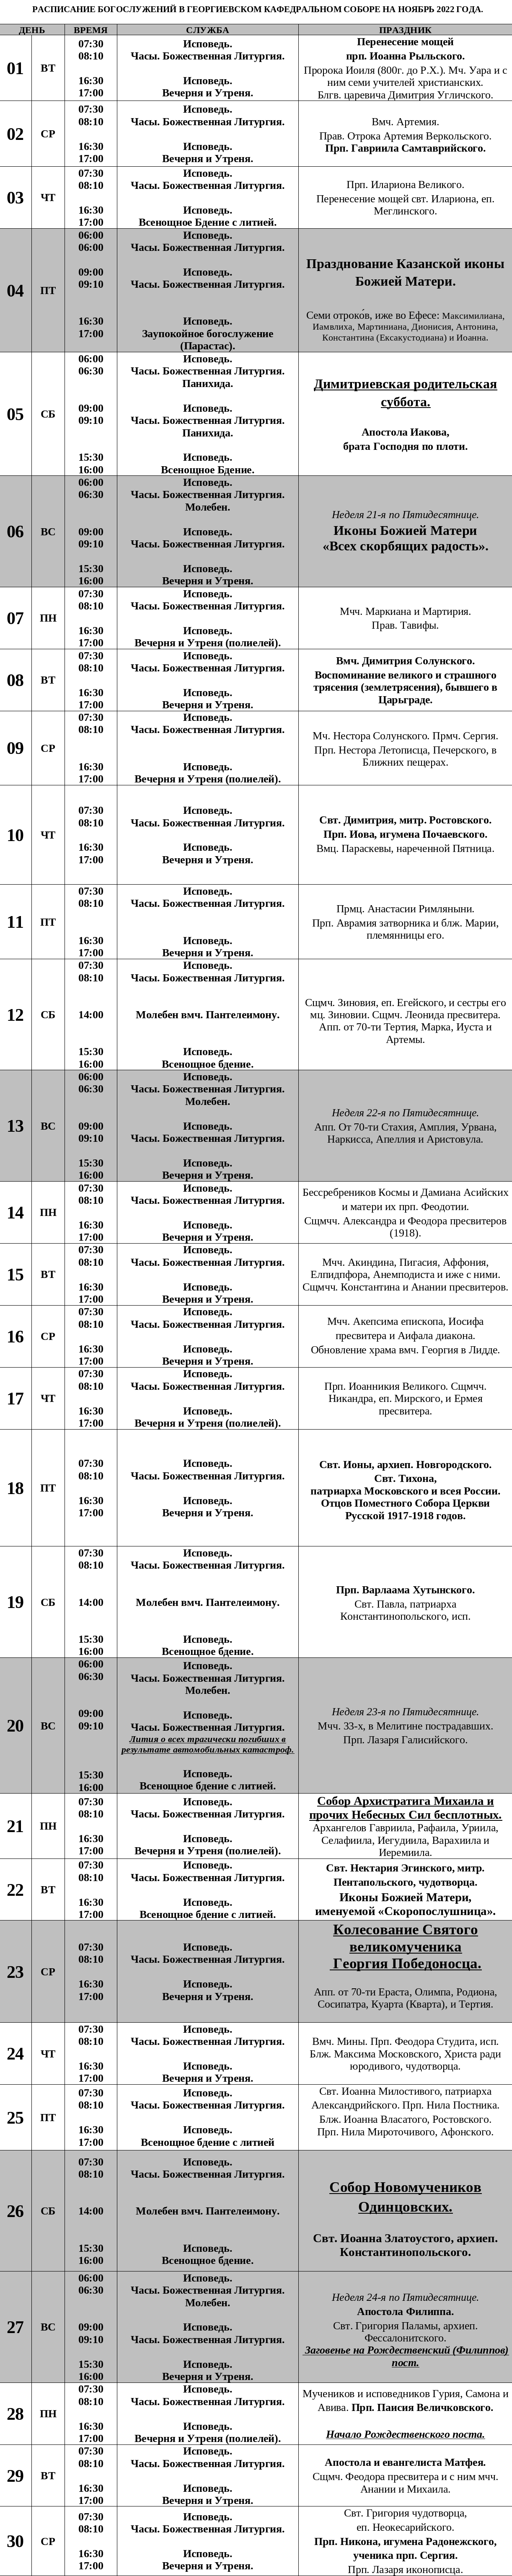 РАСПИСАНИЕ БОГОСЛУЖЕНИЙ В ГЕОРГИЕВСКОМ КАФЕДРАЛЬНОМ СОБОРЕ НА НОЯБРЬ 2022 ГОДА.
ДЕНЬ ВРЕМЯ СЛУЖБА ПРАЗДНИК
01 ВТ
07:30 Исповедь.
08:10 Часы. Божественная Литургия.
16:30 Исповедь.
17:00 Вечерня и Утреня.
Перенесение мощей
прп. Иоанна Рыльского.
Пророка Иоиля (800г. до Р.Х.). Мч. Уара и с
ним семи учителей христианских.
Блгв. царевича Димитрия Угличского.
02 СР
07:30 Исповедь.
08:10 Часы. Божественная Литургия.
16:30 Исповедь.
17:00 Вечерня и Утреня.
Вмч. Артемия.
Прав. Отрока Артемия Веркольского.
Прп. Гавриила Самтаврийского.
03 ЧТ
07:30 Исповедь.
08:10 Часы. Божественная Литургия.
16:30 Исповедь.
17:00 Всенощное Бдение с литией.
Прп. Илариона Великого.
Перенесение мощей свт. Илариона, еп.
Меглинского.
04 ПТ
06:00 Исповедь.
06:00 Часы. Божественная Литургия.
09:00 Исповедь.
09:10 Часы. Божественная Литургия.
16:30 Исповедь.
17:00 Заупокойное богослужение
(Парастас).
Празднование Казанской иконы
Божией Матери.
Семи отроко́в, иже во Ефесе: Максимилиана,
Иамвлиха, Мартиниана, Дионисия, Антонина,
Константина (Ексакустодиана) и Иоанна.
05 СБ
06:00 Исповедь.
06:30 Часы. Божественная Литургия.
Панихида.
09:00 Исповедь.
09:10 Часы. Божественная Литургия.
Панихида.
15:30 Исповедь.
16:00 Всенощное Бдение.
Димитриевская родительская
суббота.
Апостола Иакова,
брата Господня по плоти.
06 ВС
06:00 Исповедь.
06:30 Часы. Божественная Литургия.
Молебен.
09:00 Исповедь.
09:10 Часы. Божественная Литургия.
15:30 Исповедь.
16:00 Вечерня и Утреня.
Неделя 21-я по Пятидесятнице.
Иконы Божией Матери
«Всех скорбящих радость».
07 ПН
07:30 Исповедь.
08:10 Часы. Божественная Литургия.
16:30 Исповедь.
17:00 Вечерня и Утреня (полиелей).
Мчч. Маркиана и Мартирия.
Прав. Тавифы.
08 ВТ
07:30 Исповедь.
08:10 Часы. Божественная Литургия.
16:30 Исповедь.
17:00 Вечерня и Утреня.
Вмч. Димитрия Солунского.
Воспоминание великого и страшного
трясения (землетрясения), бывшего в
Царьграде.
09 СР
07:30 Исповедь.
08:10 Часы. Божественная Литургия.
16:30 Исповедь.
17:00 Вечерня и Утреня (полиелей).
Мч. Нестора Солунского. Прмч. Сергия.
Прп. Нестора Летописца, Печерского, в
Ближних пещерах.
10 ЧТ
07:30 Исповедь.
08:10 Часы. Божественная Литургия.
16:30 Исповедь.
17:00 Вечерня и Утреня.
Свт. Димитрия, митр. Ростовского.
Прп. Иова, игумена Почаевского.
Вмц. Параскевы, нареченной Пятница.
11 ПТ
07:30 Исповедь.
08:10 Часы. Божественная Литургия.
16:30 Исповедь.
17:00 Вечерня и Утреня.
Прмц. Анастасии Римляныни.
Прп. Аврамия затворника и блж. Марии,
племянницы его.
12 СБ
07:30 Исповедь.
08:10 Часы. Божественная Литургия.
14:00 Молебен вмч. Пантелеимону.
15:30 Исповедь.
16:00 Всенощное бдение.
Сщмч. Зиновия, еп. Егейского, и сестры его
мц. Зиновии. Сщмч. Леонида пресвитера.
Апп. от 70-ти Тертия, Марка, Иуста и
Артемы.
13 ВС
06:00 Исповедь.
06:30 Часы. Божественная Литургия.
Молебен.
09:00 Исповедь.
09:10 Часы. Божественная Литургия.
15:30 Исповедь.
16:00 Вечерня и Утреня.
Неделя 22-я по Пятидесятнице.
Апп. От 70-ти Стахия, Амплия, Урвана,
Наркисса, Апеллия и Аристовула.
14 ПН
07:30 Исповедь.
08:10 Часы. Божественная Литургия.
16:30 Исповедь.
17:00 Вечерня и Утреня.
Бессребреников Космы и Дамиана Асийских
и матери их прп. Феодотии.
Сщмчч. Александра и Феодора пресвитеров
(1918).
15 ВТ
07:30 Исповедь.
08:10 Часы. Божественная Литургия.
16:30 Исповедь.
17:00 Вечерня и Утреня.
Мчч. Акиндина, Пигасия, Аффония,
Елпидпфора, Анемподиста и иже с ними.
Сщмчч. Константина и Анании пресвитеров.
16 СР
07:30 Исповедь.
08:10 Часы. Божественная Литургия.
16:30 Исповедь.
17:00 Вечерня и Утреня.
Мчч. Акепсима епископа, Иосифа
пресвитера и Аифала диакона.
Обновление храма вмч. Георгия в Лидде.
17 ЧТ
07:30 Исповедь.
08:10 Часы. Божественная Литургия.
16:30 Исповедь.
17:00 Вечерня и Утреня (полиелей).
Прп. Иоанникия Великого. Сщмчч.
Никандра, еп. Мирского, и Ермея
пресвитера.
18 ПТ
07:30 Исповедь.
08:10 Часы. Божественная Литургия.
16:30 Исповедь.
17:00 Вечерня и Утреня.
Свт. Ионы, архиеп. Новгородского.
Свт. Тихона,
патриарха Московского и всея России.
Отцов Поместного Собора Церкви
Русской 1917-1918 годов.
19 СБ
07:30 Исповедь.
08:10 Часы. Божественная Литургия.
14:00 Молебен вмч. Пантелеимону.
15:30 Исповедь.
16:00 Всенощное бдение.
Прп. Варлаама Хутынского.
Свт. Павла, патриарха
Константинопольского, исп.
20 ВС
06:00 Исповедь.
06:30 Часы. Божественная Литургия.
Молебен.
09:00 Исповедь.
09:10 Часы. Божественная Литургия.
Лития о всех трагически погибших в
результате автомобильных катастроф.
15:30 Исповедь.
16:00 Всенощное бдение с литией.
Неделя 23-я по Пятидесятнице.
Мчч. 33-х, в Мелитине пострадавших.
Прп. Лазаря Галисийского.
21 ПН
07:30 Исповедь.
08:10 Часы. Божественная Литургия.
16:30 Исповедь.
17:00 Вечерня и Утреня (полиелей).
Собор Архистратига Михаила и
прочих Небесных Сил бесплотных.
Архангелов Гавриила, Рафаила, Уриила,
Селафиила, Иегудиила, Варахиила и
Иеремиила.
22 ВТ
07:30 Исповедь.
08:10 Часы. Божественная Литургия.
16:30 Исповедь.
17:00 Всенощное бдение с литией.
Свт. Нектария Эгинского, митр.
Пентапольского, чудотворца.
Иконы Божией Матери,
именуемой «Скоропослушница».
23 СР
07:30 Исповедь.
08:10 Часы. Божественная Литургия.
16:30 Исповедь.
17:00 Вечерня и Утреня.
Колесование Святого
великомученика
Георгия Победоносца.
Апп. от 70-ти Ераста, Олимпа, Родиона,
Сосипатра, Куарта (Кварта), и Тертия.
24 ЧТ
07:30 Исповедь.
08:10 Часы. Божественная Литургия.
16:30 Исповедь.
17:00 Вечерня и Утреня.
Вмч. Мины. Прп. Феодора Студита, исп.
Блж. Максима Московского, Христа ради
юродивого, чудотворца.
25 ПТ
07:30 Исповедь.
08:10 Часы. Божественная Литургия.
16:30 Исповедь.
17:00 Всенощное бдение с литией
Свт. Иоанна Милостивого, патриарха
Александрийского. Прп. Нила Постника.
Блж. Иоанна Власатого, Ростовского.
Прп. Нила Мироточивого, Афонского.
26 СБ
07:30 Исповедь.
08:10 Часы. Божественная Литургия.
14:00 Молебен вмч. Пантелеимону.
15:30 Исповедь.
16:00 Всенощное бдение.
Собор Новомучеников
Одинцовских.
Свт. Иоанна Златоустого, архиеп.
Константинопольского.
27 ВС
06:00 Исповедь.
06:30 Часы. Божественная Литургия.
Молебен.
09:00 Исповедь.
09:10 Часы. Божественная Литургия.
15:30 Исповедь.
16:00 Вечерня и Утреня.
Неделя 24-я по Пятидесятнице.
Апостола Филиппа.
Свт. Григория Паламы, архиеп.
Фессалонитского.
Заговенье на Рождественский (Филиппов)
пост.
28 ПН
07:30 Исповедь.
08:10 Часы. Божественная Литургия.
16:30 Исповедь.
17:00 Вечерня и Утреня (полиелей).
Мучеников и исповедников Гурия, Самона и
Авива. Прп. Паисия Величковского.
Начало Рождественского поста.
29 ВТ
07:30 Исповедь.
08:10 Часы. Божественная Литургия.
16:30 Исповедь.
17:00 Вечерня и Утреня.
Апостола и евангелиста Матфея.
Сщмч. Феодора пресвитера и с ним мчч.
Анании и Михаила.
30 СР
07:30 Исповедь.
08:10 Часы. Божественная Литургия.
16:30 Исповедь.
17:00 Вечерня и Утреня.
Свт. Григория чудотворца,
еп. Неокесарийского.
Прп. Никона, игумена Радонежского,
ученика прп. Сергия.
Прп. Лазаря иконописца.